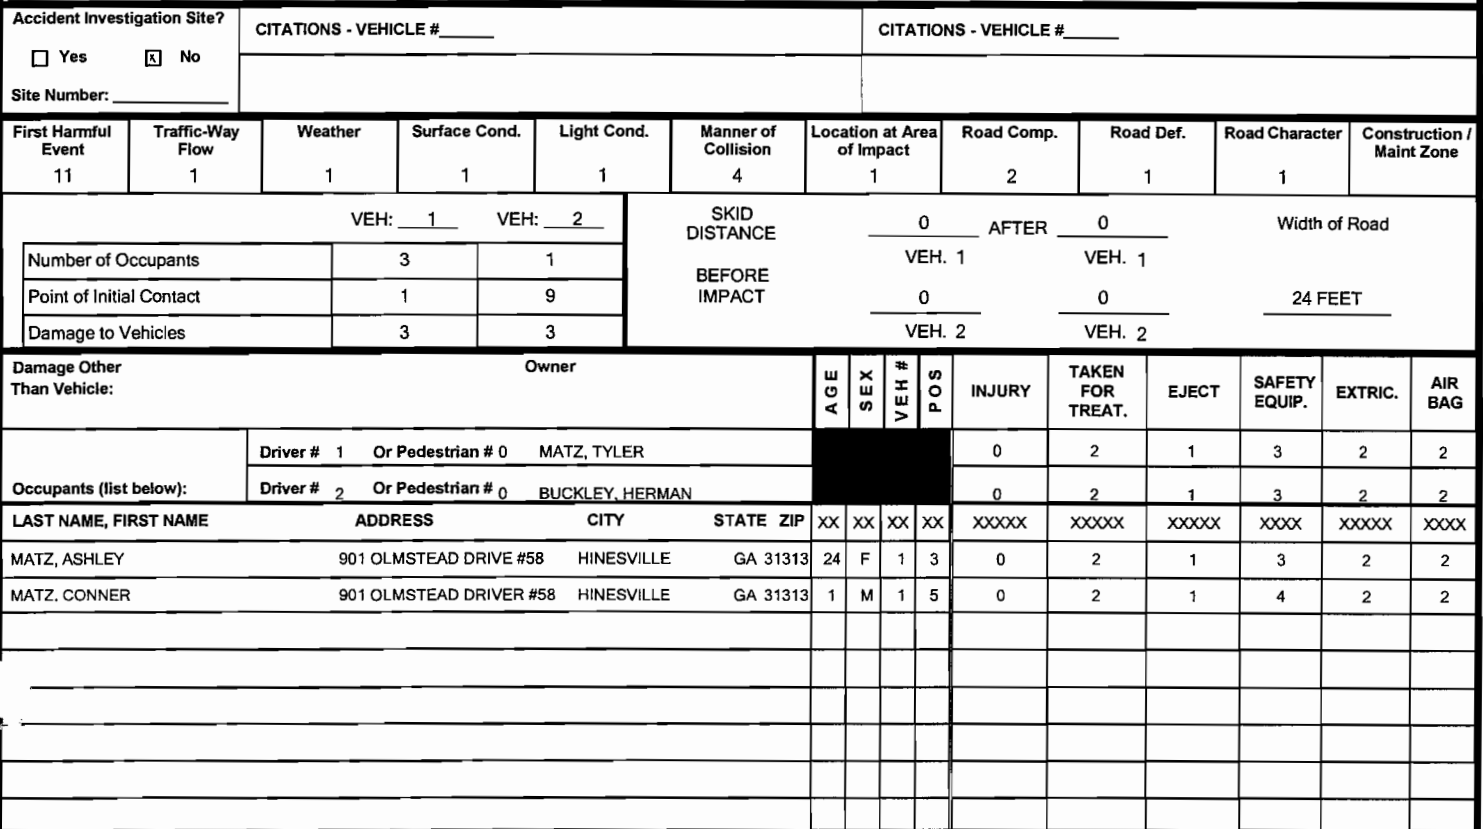 Accident Investigation Site?
Yes x No
Site Number:
CITATIONS - VEHICLE #
CITATIONS - VEHICLE #
First Harmful Event Traffic-Way Flow Weather Surface Cond. Light Cond. Manner of Collision Location at Area of Impact Road Comp. Road Def. Road Character Construction / Maint Zone
11 1 1 1 1 4 1 2 1 1
VEH: 1 VEH: 2
Number of Occupants 3 1
Point of Initial Contact 1 9
Damage to Vehicles 3 3
SKID DISTANCE 0 AFTER 0 Width of Road
VEH. 1 VEH. 1
BEFORE IMPACT 0 0 24 FEET
VEH. 2 VEH. 2
Damage Other Than Vehicle: Owner AGE SEX VEH # POS INJURY TAKEN FOR TREAT. EJECT SAFETY EQUIP. EXTRIC. AIR BAG
Driver # 1 Or Pedestrian # 0 MATZ, TYLER 0 2 1 3 2 2
Occupants (list below): Driver # 2 Or Pedestrian # 0 BUCKLEY, HERMAN 0 2 1 3 2 2
LAST NAME, FIRST NAME ADDRESS CITY STATE ZIP XX XX XX XX XXXXX XXXXX XXXXX XXXX XXXXX XXXX
MATZ, ASHLEY 901 OLMSTEAD DRIVE #58 HINESVILLE GA 31313 24 F 1 3 0 2 1 3 2 2
MATZ. CONNER 901 OLMSTEAD DRIVER #58 HINESVILLE GA 31313 1 M 1 5 0 2 1 4 2 2